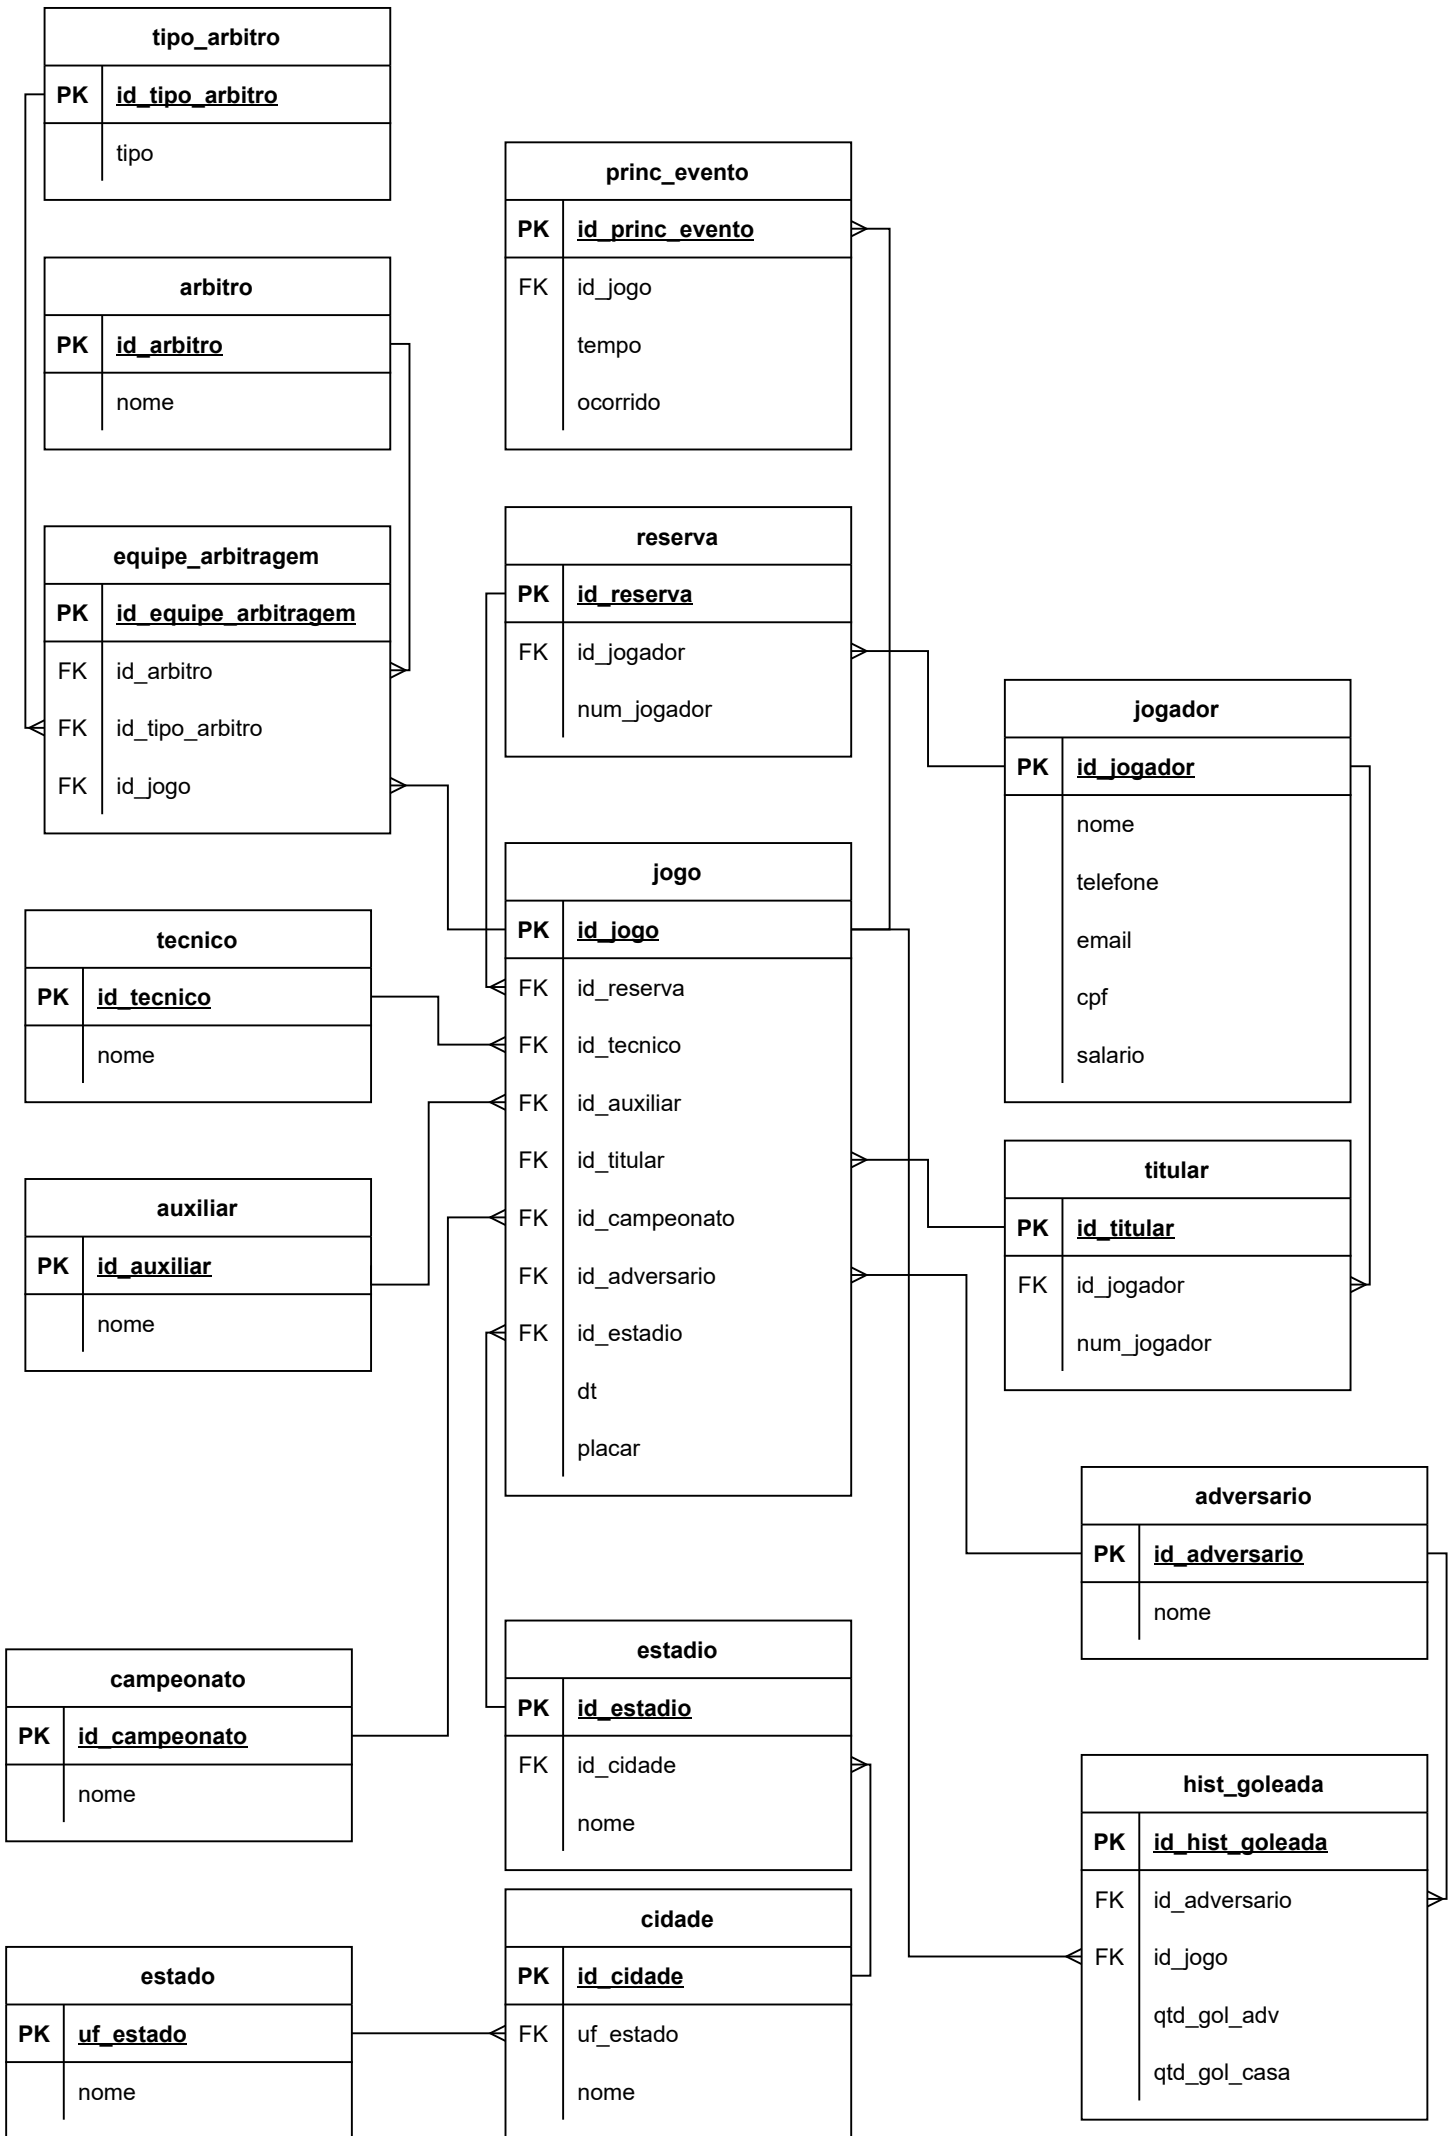 tipo_arbitro
PK id_tipo_arbitro
tipo
arbitro
PK id_arbitro
nome
equipe_arbitragem
PK id_equipe_arbitragem
FK id_arbitro
FK id_tipo_arbitro
FK id_jogo
tecnico
PK id_tecnico
nome
auxiliar
PK id_auxiliar
nome
campeonato
PK id_campeonato
nome
estado
PK uf_estado
nome
princ_evento
PK id_princ_evento
FK id_jogo
tempo
ocorrido
reserva
PK id_reserva
FK id_jogador
num_jogador
jogo
PK id_jogo
FK id_reserva
FK id_tecnico
FK id_auxiliar
FK id_titular
FK id_campeonato
FK id_adversario
FK id_estadio
dt
placar
estadio
PK id_estadio
FK id_cidade
nome
cidade
PK id_cidade
FK uf_estado
nome
jogador
PK id_jogador
nome
telefone
email
cpf
salario
titular
PK id_titular
FK id_jogador
num_jogador
adversario
PK id_adversario
nome
hist_goleada
PK id_hist_goleada
FK id_adversario
FK id_jogo
qtd_gol_adv
qtd_gol_casa